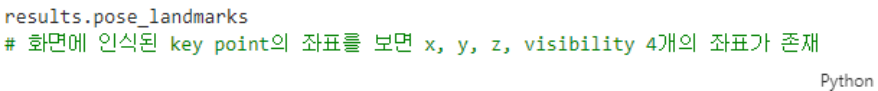 results.pose_landmarks
# 화면에 인식된 key point의 좌표를 보면 x, y, z, visibility 4개의 좌표가 존재
Python